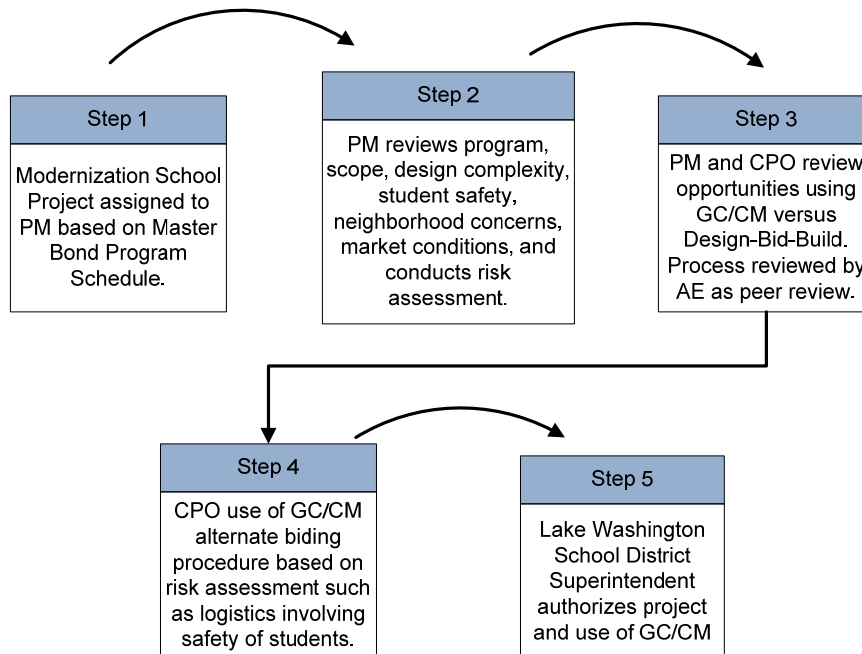 Step 1
Modernization School
Project assigned to
PM based on Master
Bond Program
Schedule.
Step 2
PM reviews program,
scope, design complexity,
student safety,
neighborhood concerns,
market conditions, and
conducts risk
assessment.
Step 3
PM and CPO review
opportunities using
GC/CM versus
Design-Bid-Build.
Process reviewed by
AE as peer review.
Step 4
CPO use of GC/CM
alternate biding
procedure based on
risk assessment such
as logistics involving
safety of students.
Step 5
Lake Washington
School District
Superintendent
authorizes project
and use of GC/CM